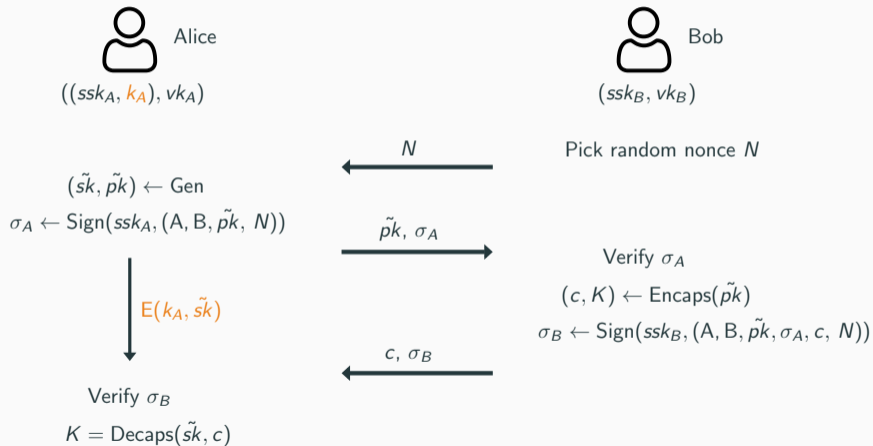 Alice
Bob
((ssk_A, k_A), vk_A)
(ssk_B, vk_B)
N
Pick random nonce N
(s̃k, p̃k) ← Gen
σ_A ← Sign(ssk_A, (A, B, p̃k, N))
p̃k, σ_A
Verify σ_A
(c, K) ← Encaps(p̃k)
E(k_A, s̃k)
σ_B ← Sign(ssk_B, (A, B, p̃k, σ_A, c, N))
c, σ_B
Verify σ_B
K = Decaps(s̃k, c)